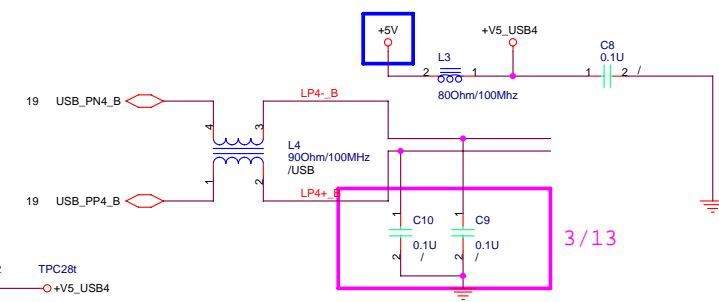 +5V
+V5_USB4
L3
2
1
80Ohm/100Mhz
C8
0.1U
1
2
/
19
USB_PN4_B
LP4-_B
4
3
L4
90Ohm/100MHz
/USB
1
2
19
USB_PP4_B
LP4+_B
1
C10
0.1U
/
2
1
C9
0.1U
/
2
3/13
TPC28t
+V5_USB4